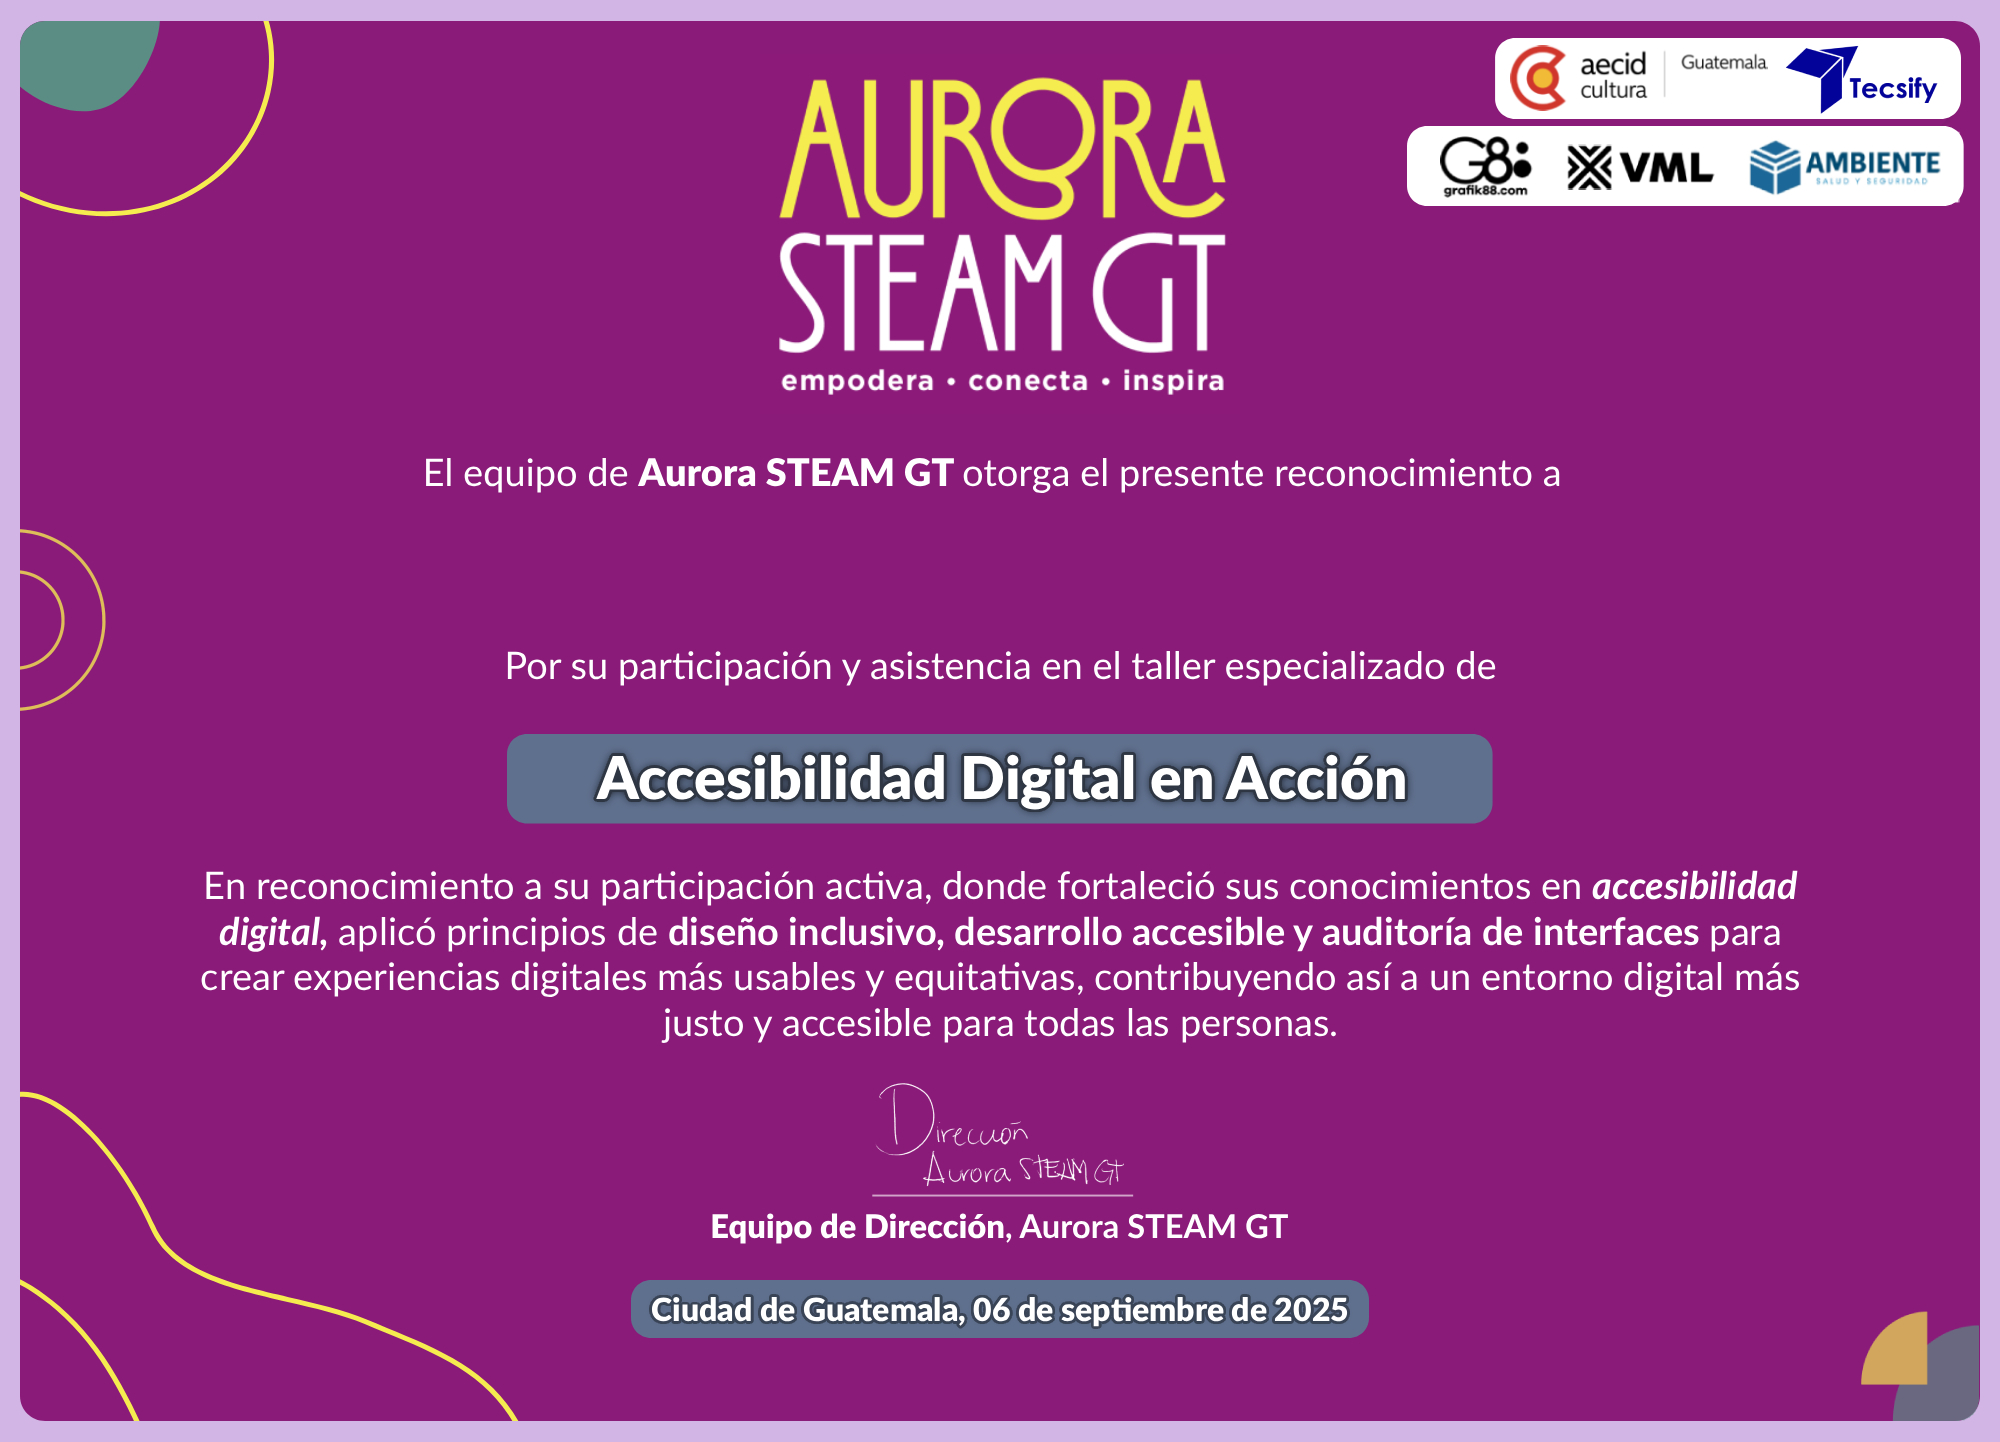 aecid
cultura
Guatemala
Tecsify
G8
grafik88.com
VML
AMBIENTE
SALUD Y SEGURIDAD
AURORA
STEAM GT
empodera • conecta • inspira
El equipo de Aurora STEAM GT otorga el presente reconocimiento a
Por su participación y asistencia en el taller especializado de
Accesibilidad Digital en Acción
En reconocimiento a su participación activa, donde fortaleció sus conocimientos en accesibilidad
digital, aplicó principios de diseño inclusivo, desarrollo accesible y auditoría de interfaces para
crear experiencias digitales más usables y equitativas, contribuyendo así a un entorno digital más
justo y accesible para todas las personas.
Dirección
Aurora STEAM GT
Equipo de Dirección, Aurora STEAM GT
Ciudad de Guatemala, 06 de septiembre de 2025